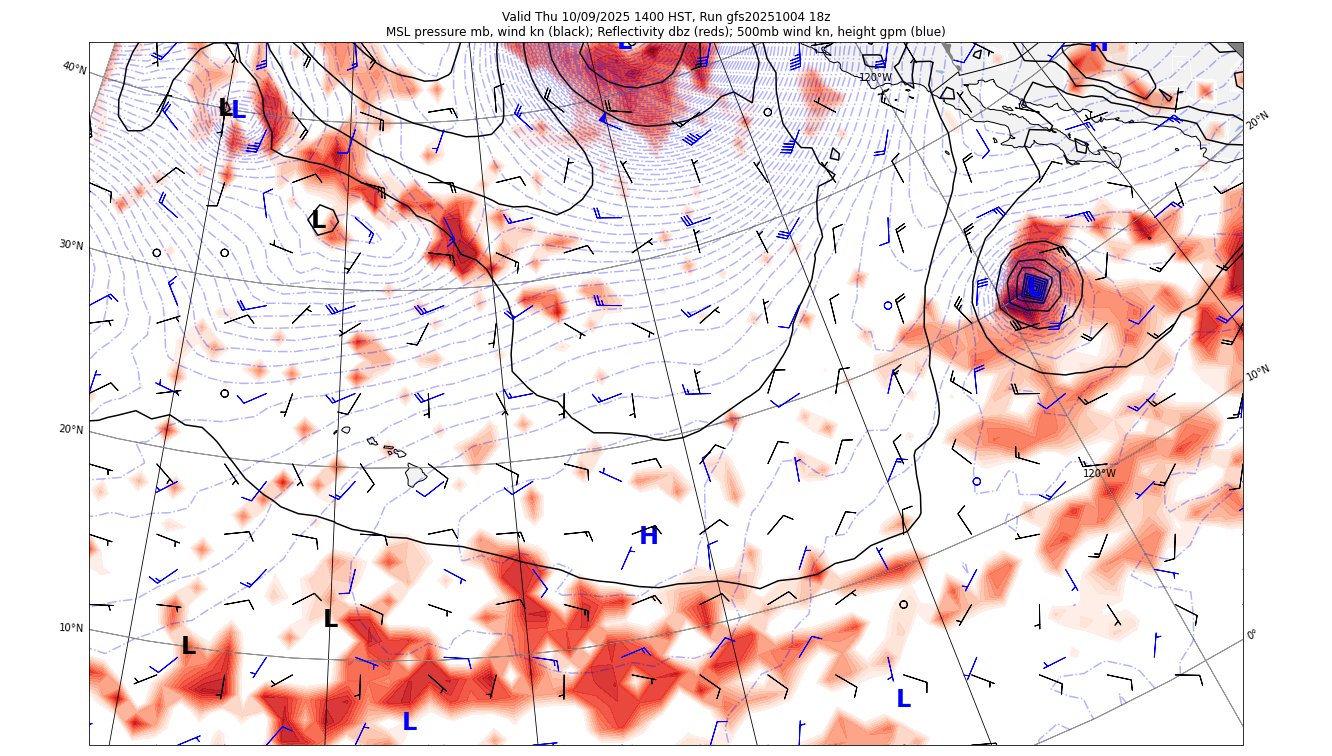 Valid Thu 10/09/2025 1400 HST, Run gfs20251004 18z
MSL pressure mb, wind kn (black); Reflectivity dbz (reds); 500mb wind kn, height gpm (blue)
L
H
40°N
120°W
L L
20°N
L
30°N
10°N
20°N
120°W
H
L
10°N
0°
L
L
L